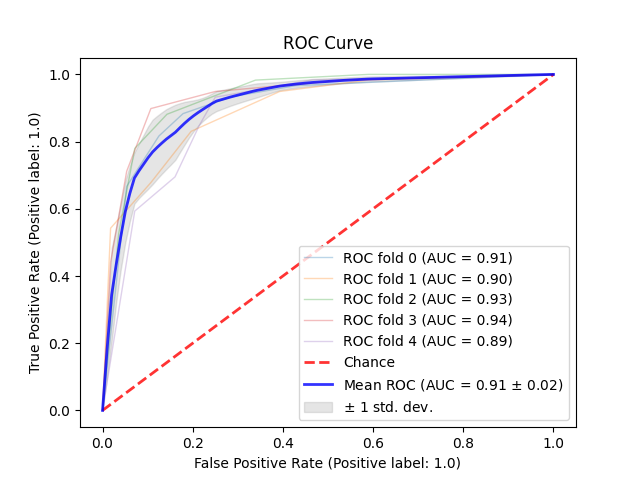 ROC Curve
1.0
0.8
0.6
0.4
0.2
0.0
True Positive Rate (Positive label: 1.0)
ROC fold 0 (AUC = 0.91)
ROC fold 1 (AUC = 0.90)
ROC fold 2 (AUC = 0.93)
ROC fold 3 (AUC = 0.94)
ROC fold 4 (AUC = 0.89)
Chance
Mean ROC (AUC = 0.91 ± 0.02)
± 1 std. dev.
0.0 0.2 0.4 0.6 0.8 1.0
False Positive Rate (Positive label: 1.0)